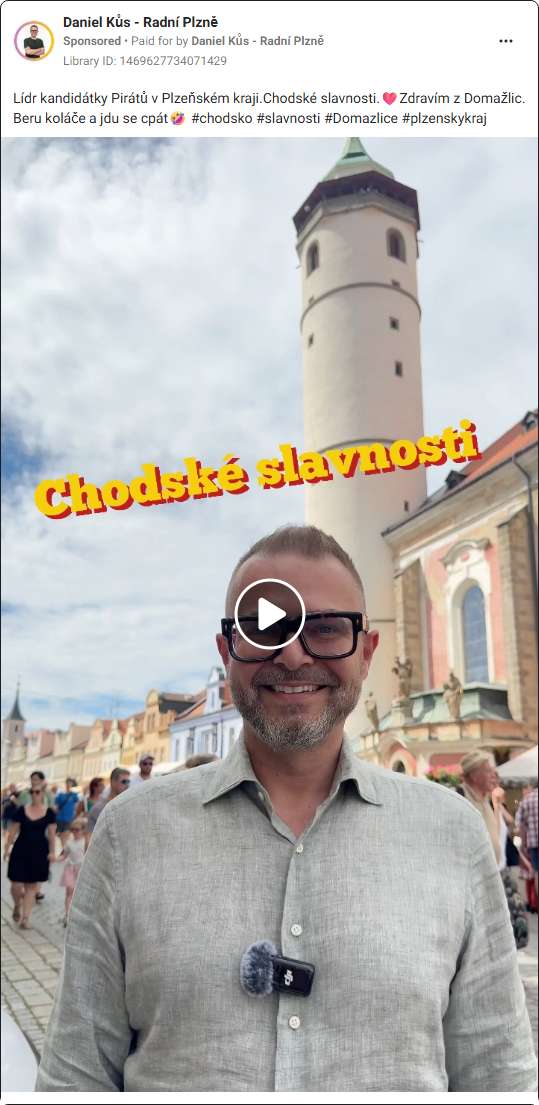 Daniel Kůs - Radní Plzně
Sponsored • Paid for by Daniel Kůs - Radní Plzně
Library ID: 1469627734071429
Lídr kandidátky Pirátů v Plzeňském kraji.Chodské slavnosti.💓Zdravím z Domažlic.
Beru koláče a jdu se cpát🤣 #chodsko #slavnosti #Domazlice #plzenskykraj
Chodské slavnosti
dji